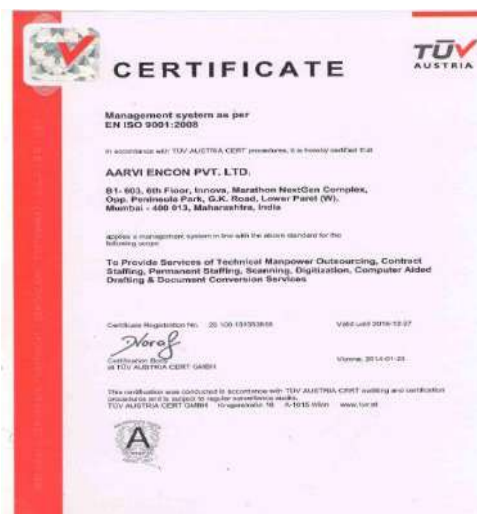 TÜV
AUSTRIA
CERTIFICATE
Management system as per
EN ISO 9001:2008
In accordance with TÜV AUSTRIA CERT procedures, it is hereby certified that
AARVI ENCON PVT. LTD.
B1- 603, 6th Floor, Innova, Marathon NextGen Complex,
Opp. Peninsula Park, G.K. Road, Lower Parel (W),
Mumbai - 400 013, Maharashtra, India
applies a management system in line with the above standard for the
following scope
To Provide Services of Technical Manpower Outsourcing, Contract
Staffing, Permanent Staffing, Scanning, Digitization, Computer Aided
Drafting & Document Conversion Services
Certificate Registration No.
Valid until
Certification Body
at TÜV AUSTRIA CERT GMBH
Vienna, 2014-01-23
This certification was conducted in accordance with TÜV AUSTRIA CERT auditing and certification
procedures and is subject to regular surveillance audits.
TÜV AUSTRIA CERT GMBH A-1015 Wien www.tuv.at
A